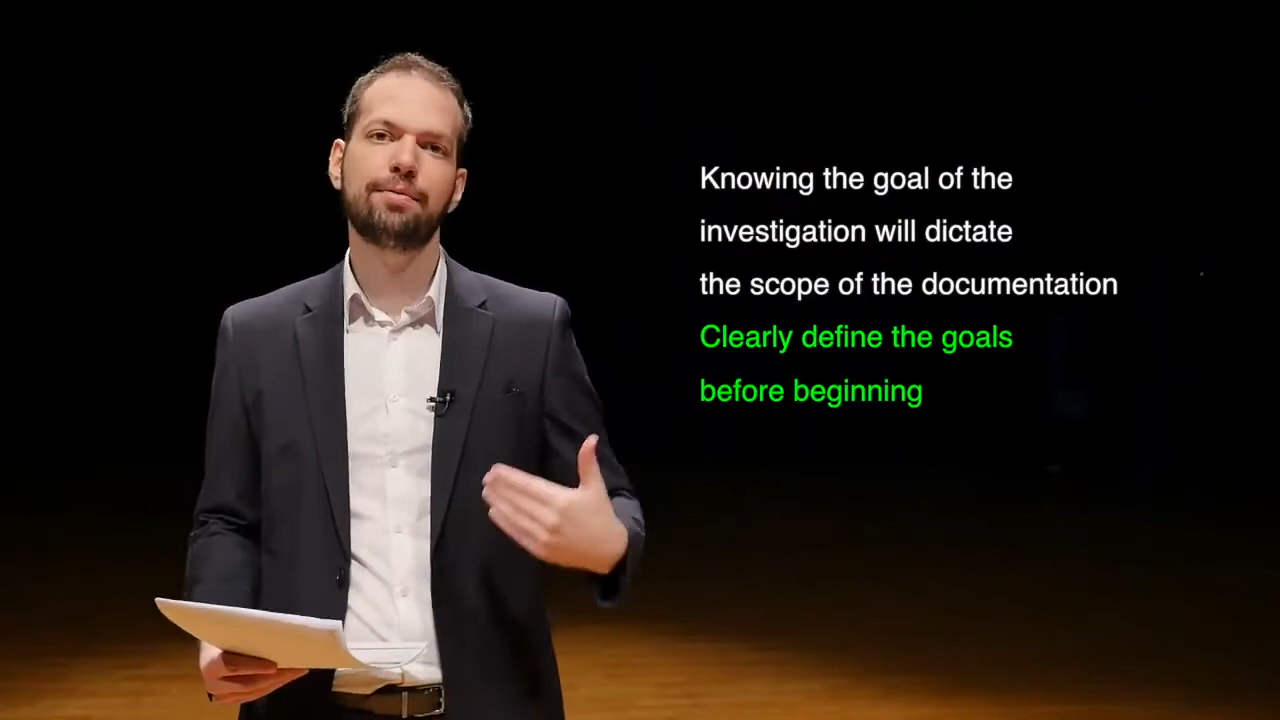 Knowing the goal of the
investigation will dictate
the scope of the documentation
Clearly define the goals
before beginning